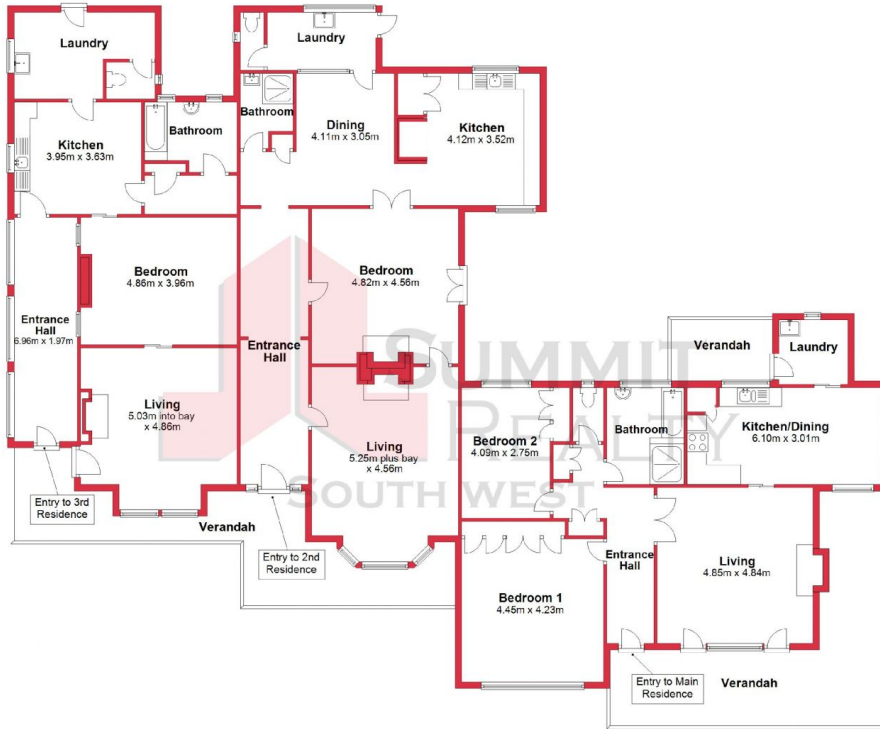 Laundry
Kitchen
3.95m x 3.63m
Bathroom
Bedroom
4.86m x 3.96m
Entrance
Hall
6.96m x 1.97m
Living
5.03m into bay
x 4.86m
Entry to 3rd
Residence
Verandah
Laundry
Bathroom
Dining
4.11m x 3.05m
Kitchen
4.12m x 3.52m
Bedroom
4.82m x 4.56m
Entrance
Hall
Living
5.25m plus bay
x 4.56m
Entry to 2nd
Residence
SUMMIT
REALTY
SOUTH WEST
Verandah
Laundry
Bedroom 2
4.09m x 2.75m
Bathroom
Kitchen/Dining
6.10m x 3.01m
Bedroom 1
4.45m x 4.23m
Entrance
Hall
Living
4.85m x 4.84m
Entry to Main
Residence
Verandah